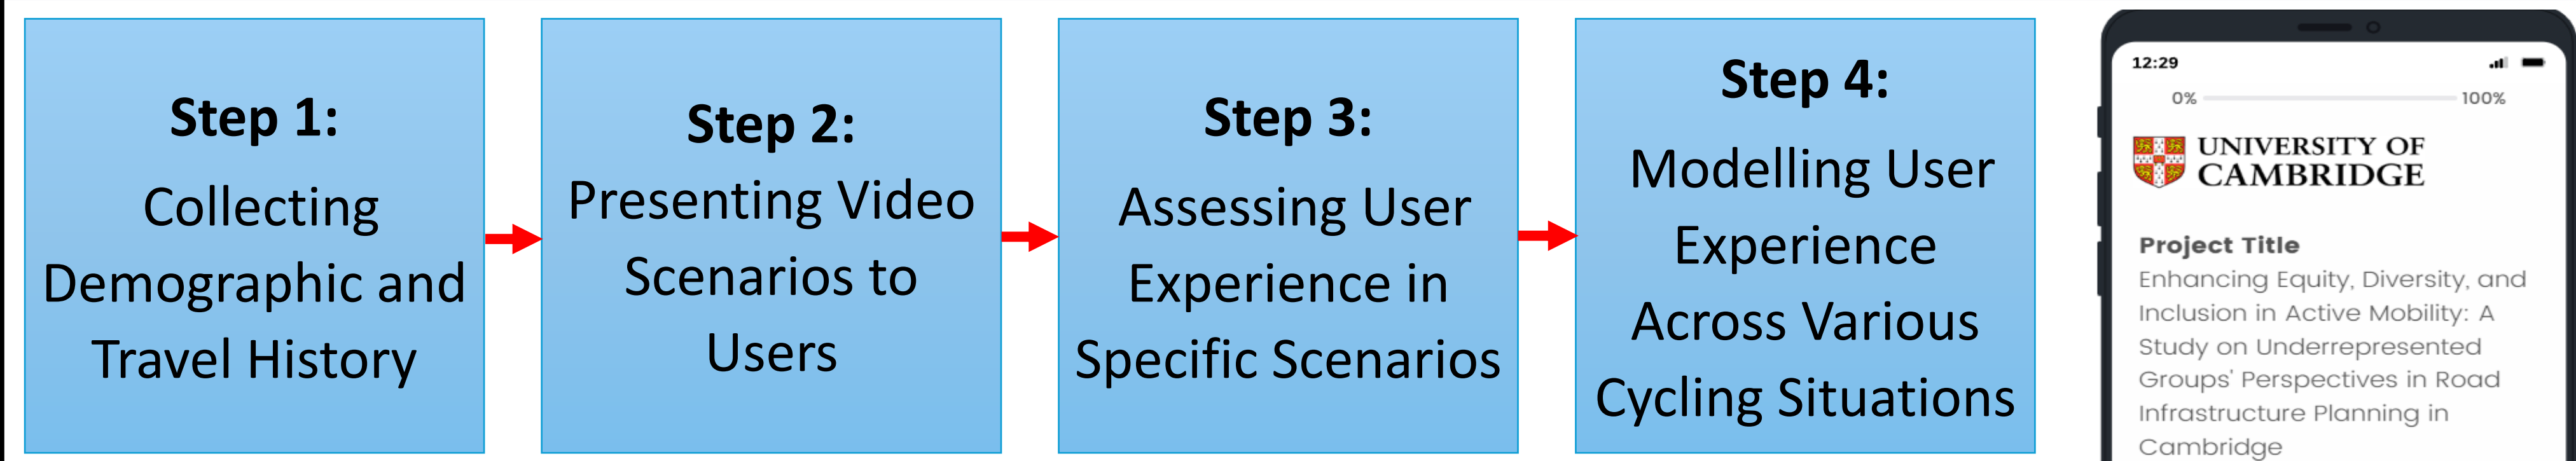 Step 1:
Collecting
Demographic and
Travel History
Step 2:
Presenting Video
Scenarios to
Users
Step 3:
Assessing User
Experience in
Specific Scenarios
Step 4:
Modelling User
Experience
Across Various
Cycling Situations
12:29
0% 100%
UNIVERSITY OF
CAMBRIDGE
Project Title
Enhancing Equity, Diversity, and
Inclusion in Active Mobility: A
Study on Underrepresented
Groups' Perspectives in Road
Infrastructure Planning in
Cambridge